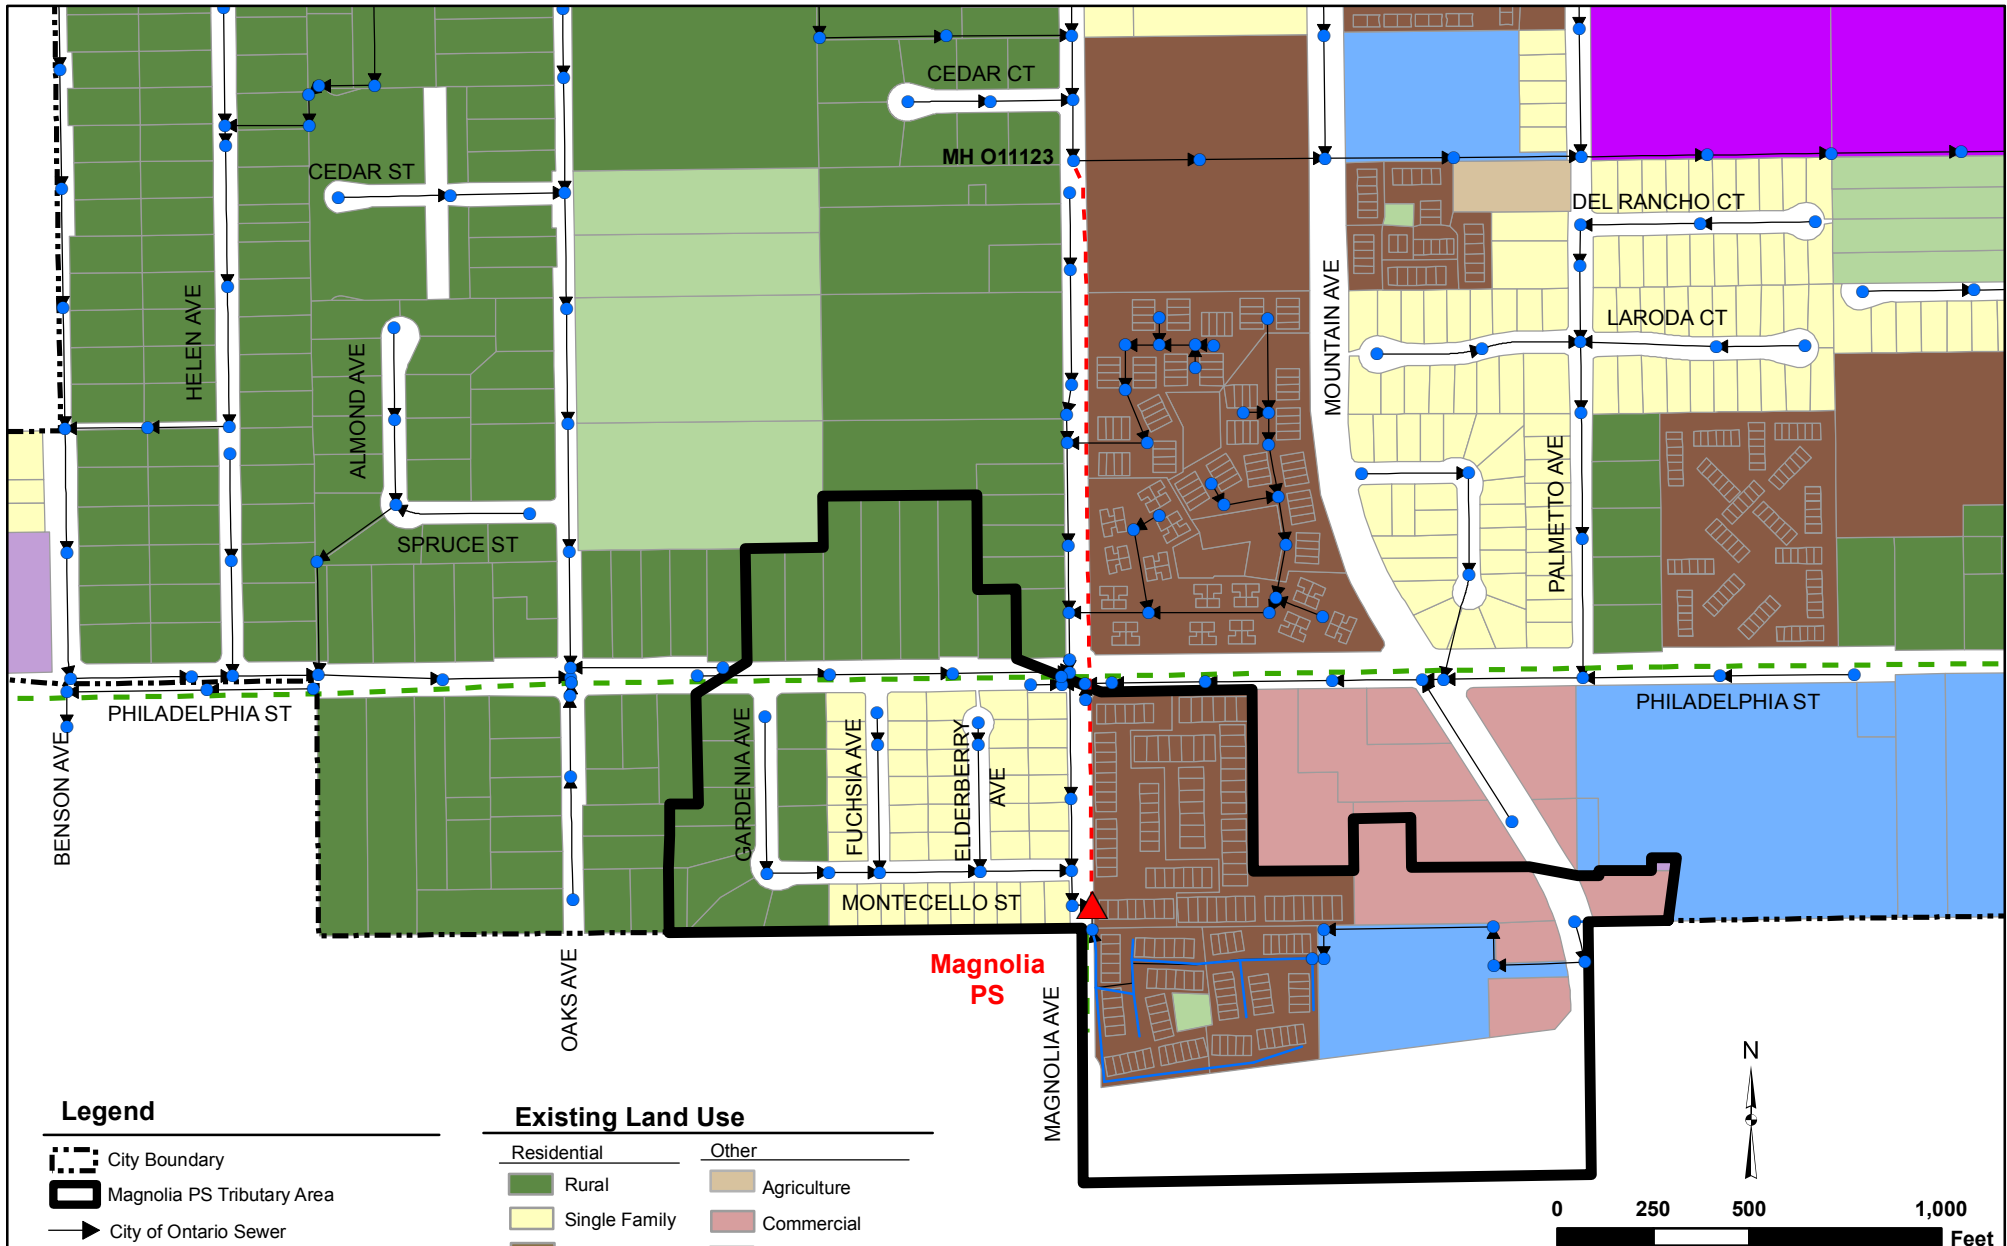 CEDAR CT
MH O11123
CEDAR ST
DEL RANCHO CT
HELEN AVE
MOUNTAIN AVE
LARODA CT
ALMOND AVE
PALMETTO AVE
SPRUCE ST
PHILADELPHIA ST
PHILADELPHIA ST
BENSON AVE
GARDENIA AVE
FUCHSIA AVE
ELDERBERRY
AVE
MONTECELLO ST
OAKS AVE
Magnolia
PS
MAGNOLIA AVE
N
Legend
City Boundary
Magnolia PS Tributary Area
City of Ontario Sewer
Existing Land Use
Residential
Other
Rural
Agriculture
Single Family
Commercial
0 250 500 1,000
Feet